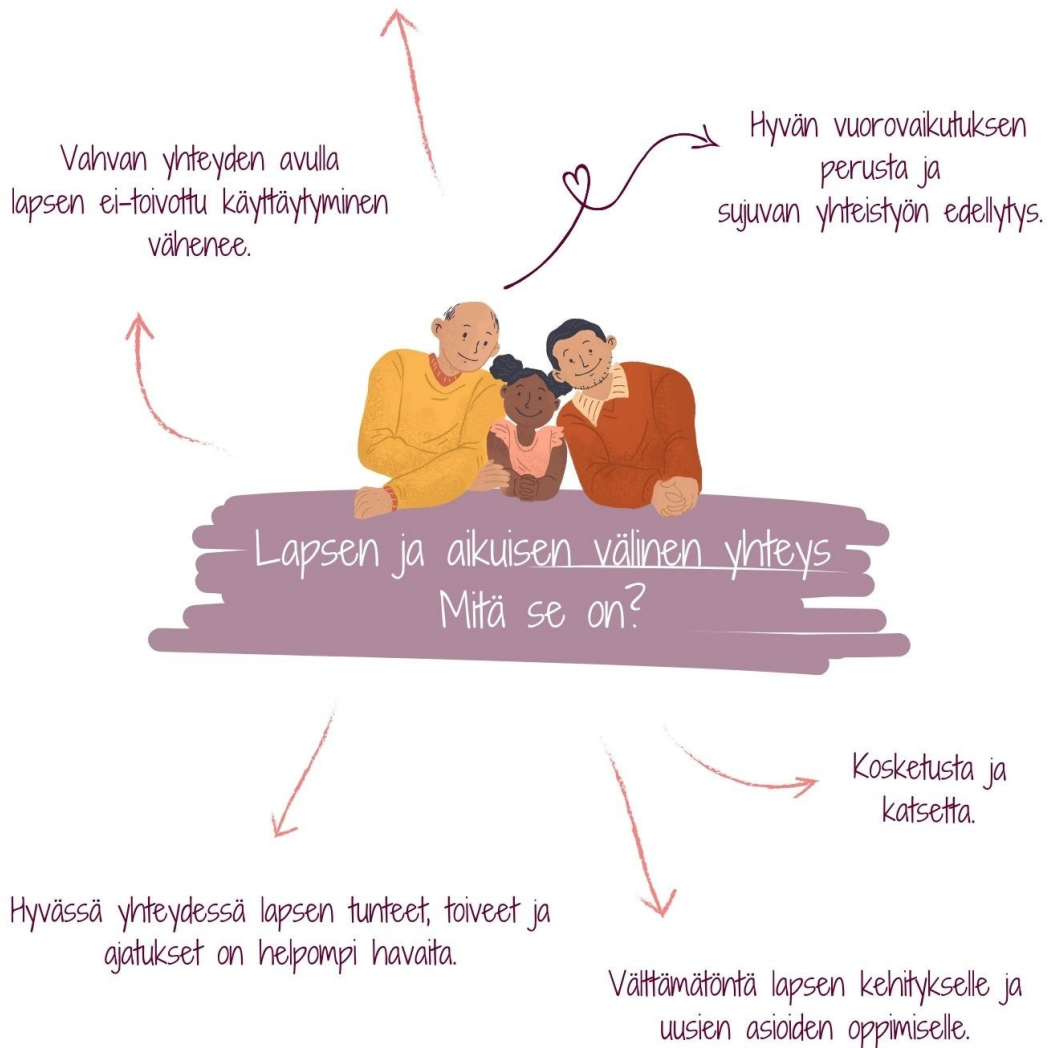 Vahvan yhteyden avulla
lapsen ei-toivottu käyttäytyminen
vähenee.
Hyvän vuorovaikutuksen
perusta ja
sujuvan yhteistyön edellytys.
Lapsen ja aikuisen välinen yhteys
Mitä se on?
Kosketusta ja
katsetta.
Hyvässä yhteydessä lapsen tunteet, toiveet ja
ajatukset on helpompi havaita.
Välttämätöntä lapsen kehitykselle ja
uusien asioiden oppimiselle.